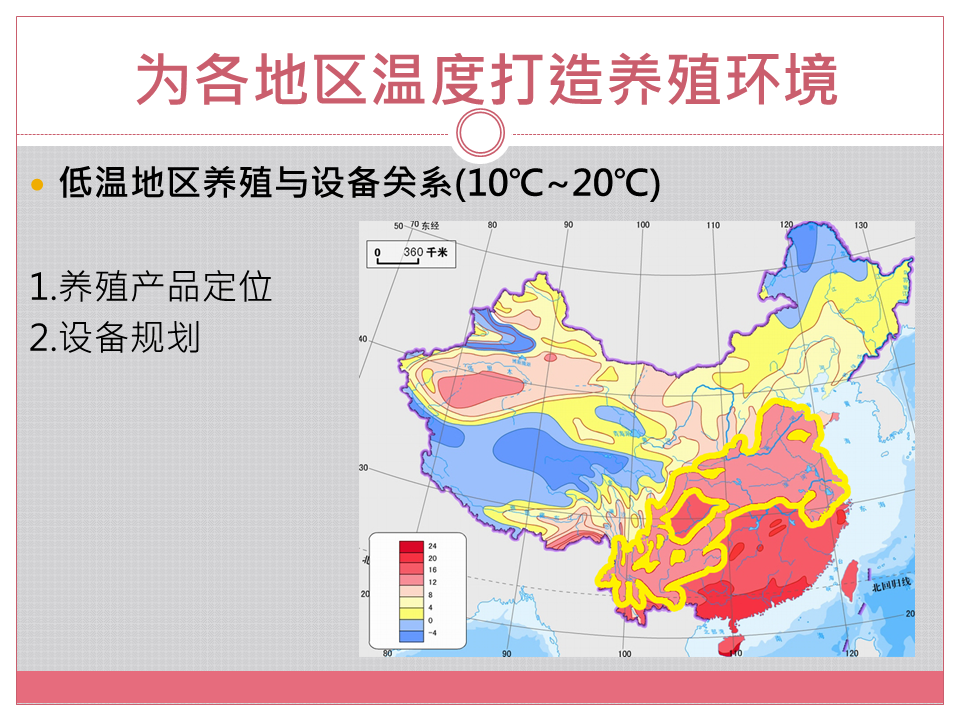 为各地区温度打造养殖环境
低温地区养殖与设备关系(10℃~20℃)
1.养殖产品定位
2.设备规划
50 70 东经 80 90 100 110 120 130
0 360 千米
40
30
20
24
20
16
12
8
4
0
-4
东 海
北回归线
20
80 90 100 110 120